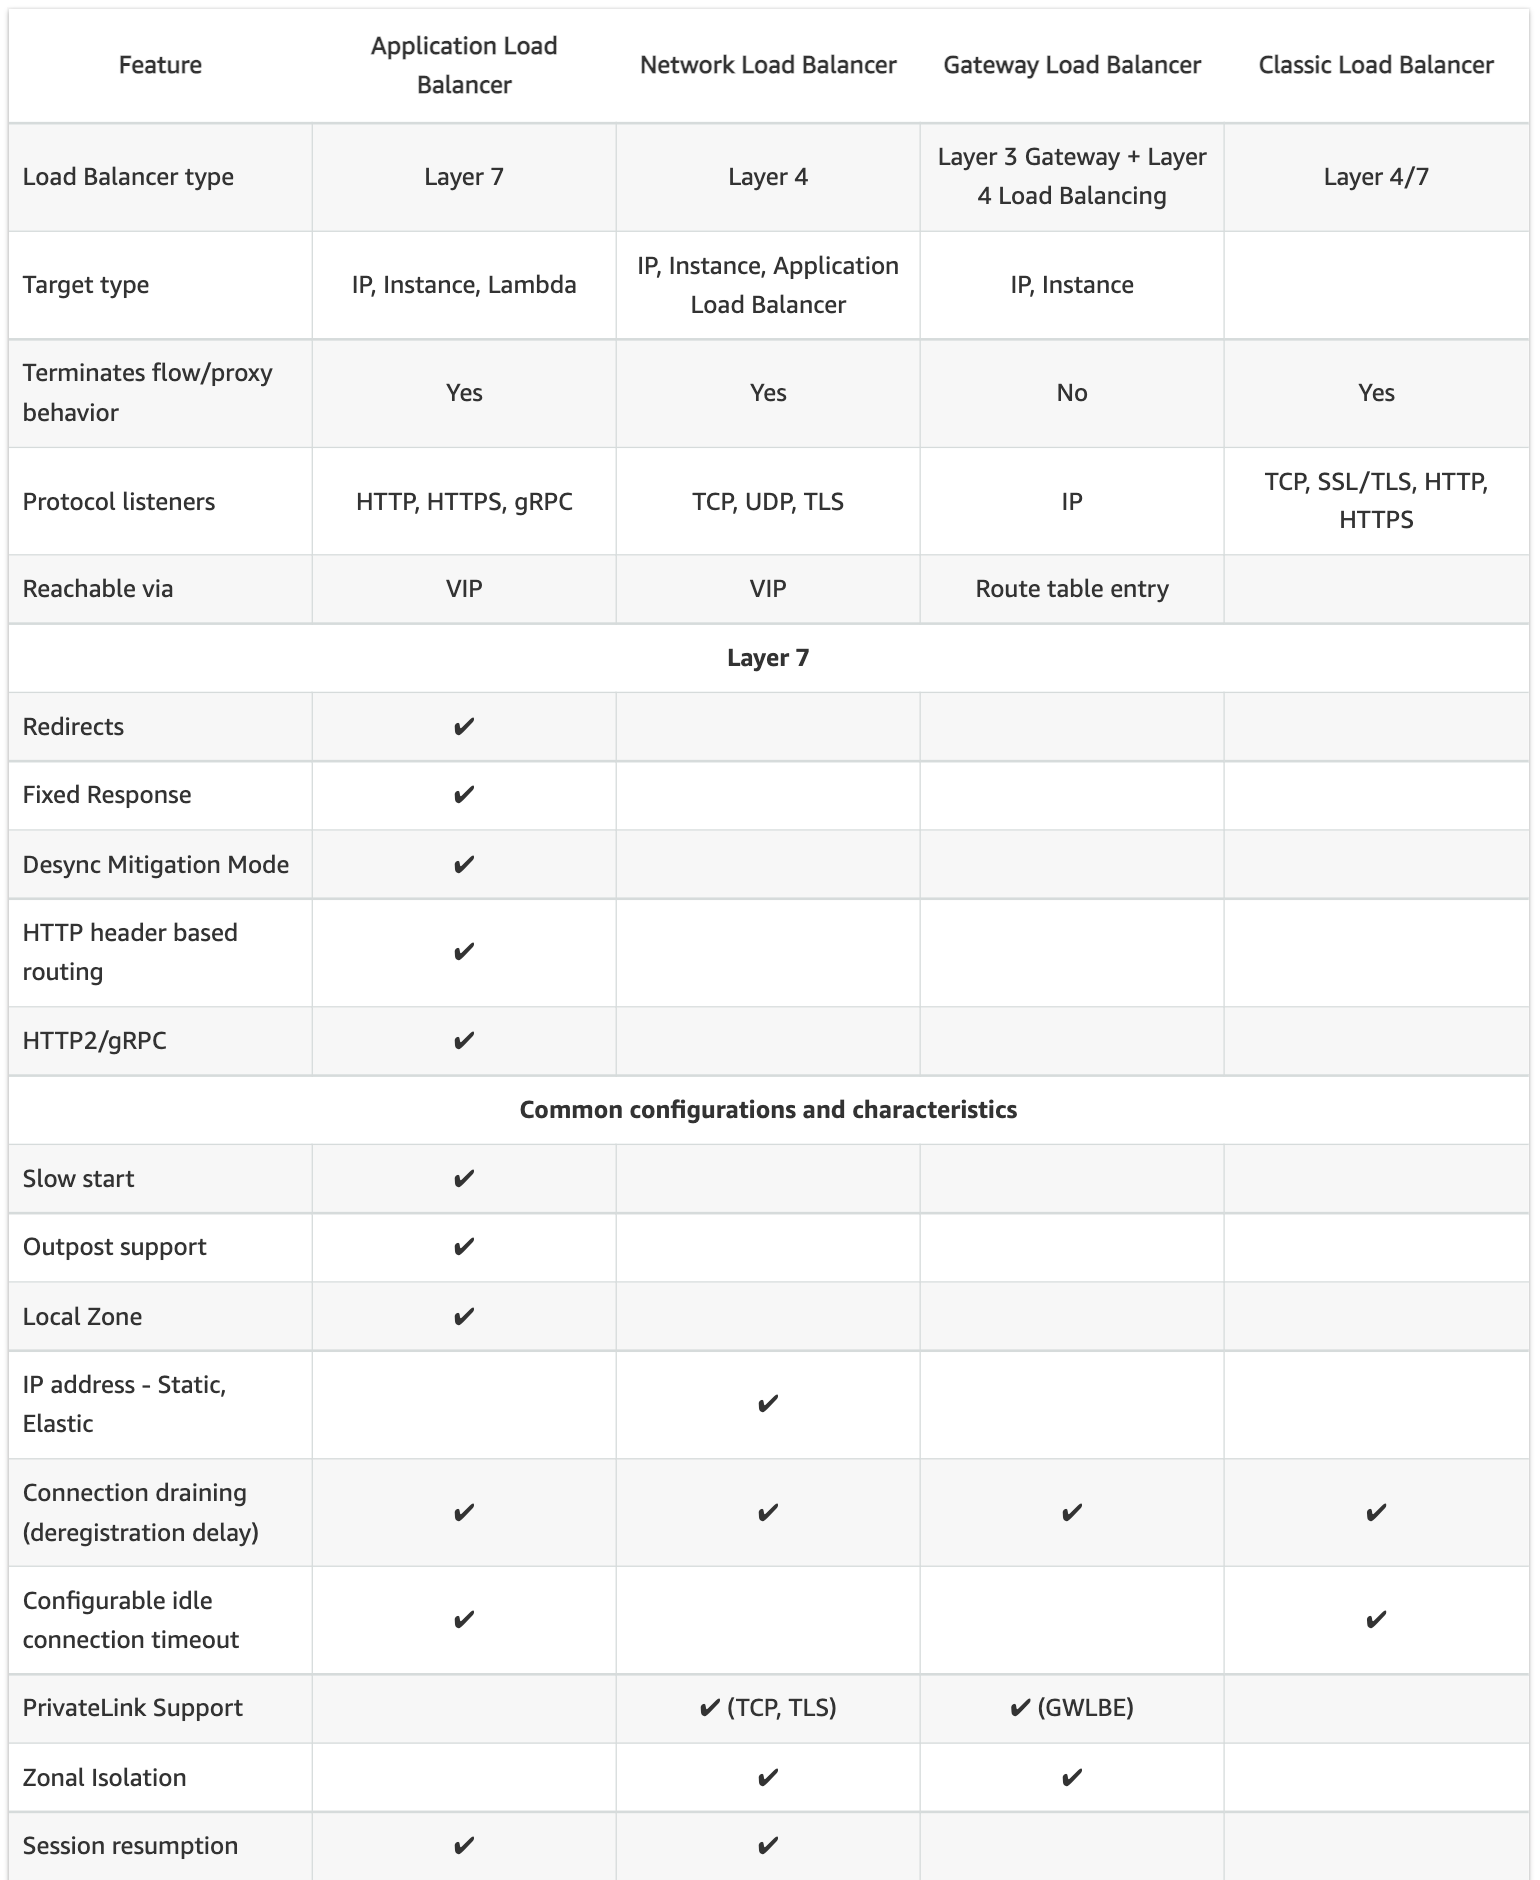 Feature
Application Load
Balancer
Network Load Balancer
Gateway Load Balancer
Classic Load Balancer
Load Balancer type
Layer 7
Layer 4
Layer 3 Gateway + Layer
4 Load Balancing
Layer 4/7
Target type
IP, Instance, Lambda
IP, Instance, Application
Load Balancer
IP, Instance
Terminates flow/proxy
behavior
Yes
Yes
No
Yes
Protocol listeners
HTTP, HTTPS, gRPC
TCP, UDP, TLS
IP
TCP, SSL/TLS, HTTP,
HTTPS
Reachable via
VIP
VIP
Route table entry
Layer 7
Redirects
✔
Fixed Response
✔
Desync Mitigation Mode
✔
HTTP header based
routing
✔
HTTP2/gRPC
✔
Common configurations and characteristics
Slow start
✔
Outpost support
✔
Local Zone
✔
IP address - Static,
Elastic
✔
Connection draining
(deregistration delay)
✔
✔
✔
✔
Configurable idle
connection timeout
✔
✔
PrivateLink Support
✔ (TCP, TLS)
✔ (GWLBE)
Zonal Isolation
✔
✔
Session resumption
✔
✔